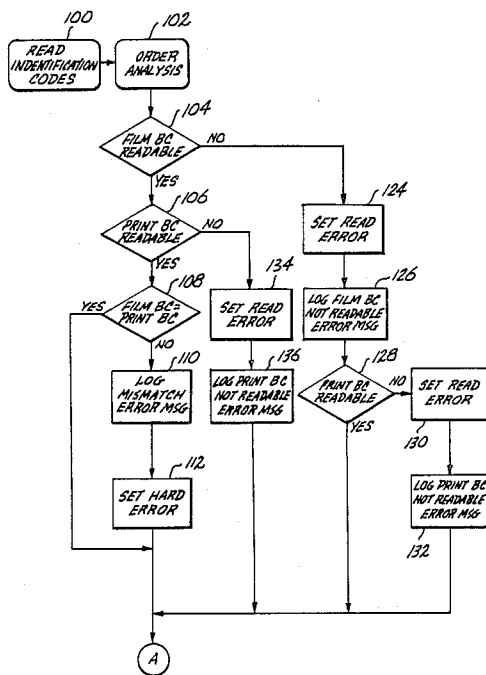 100
READ
INDENTIFICATION
CODES
102
ORDER
ANALYSIS
104
FILM BC
READABLE
NO
YES
106
PRINT BC
READABLE
NO
YES
108
YES
FILM BC=
PRINT BC
NO
110
LOG
MISMATCH
ERROR MSG
112
SET HARD
ERROR
134
SET READ
ERROR
136
LOG PRINT BC
NOT READABLE
ERROR MSG
124
SET READ
ERROR
126
LOG FILM BC
NOT READABLE
ERROR MSG
128
PRINT BC
READABLE
NO
YES
SET READ
ERROR
130
LOG PRINT BC
NOT READABLE
ERROR MSG
132
A